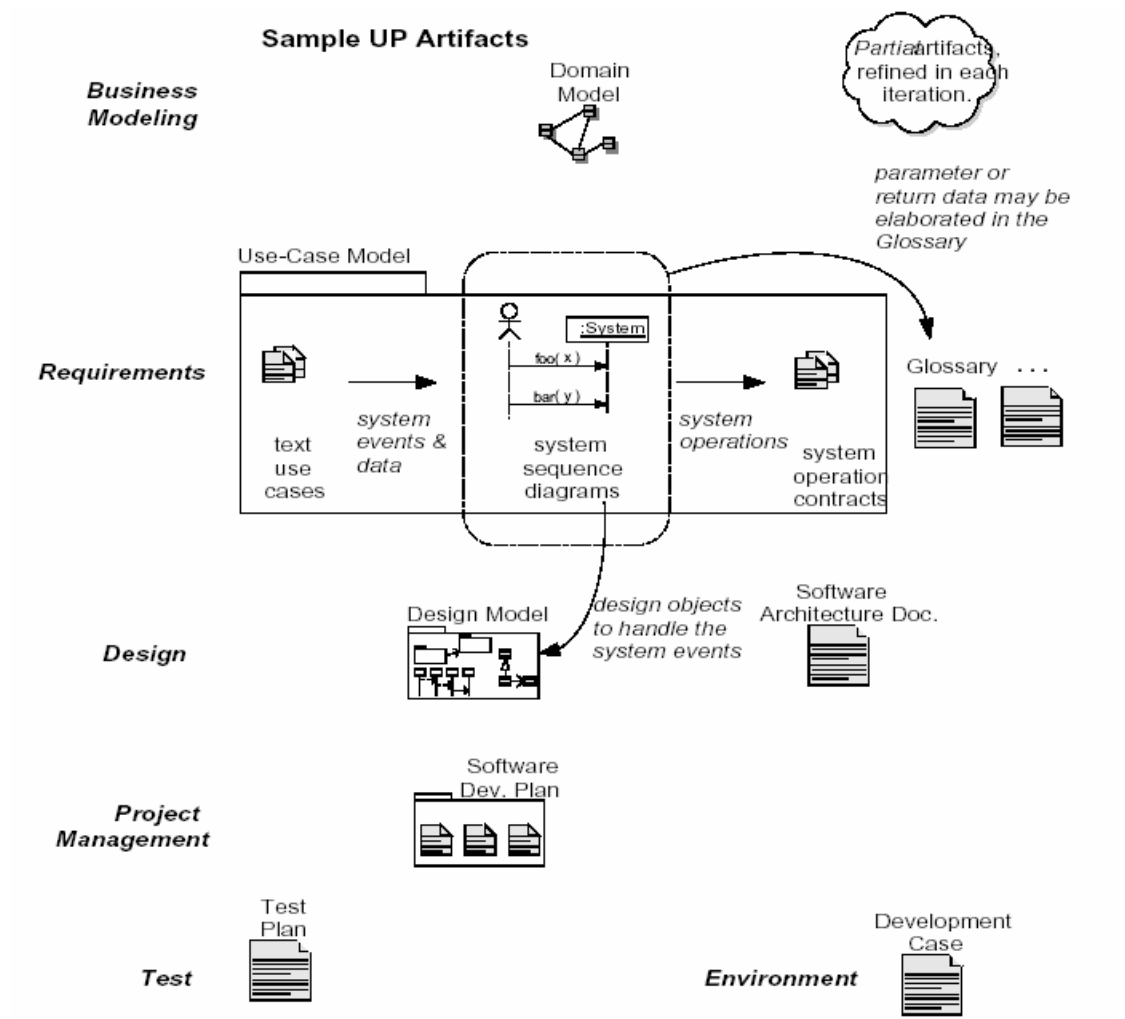 Sample UP Artifacts
Partial artifacts,
refined in each
iteration.
Domain
Model
Business
Modeling
parameter or
return data may be
elaborated in the
Glossary
Use-Case Model
:System
foo( x )
bar( y )
Requirements
Glossary . . .
system
events &
data
system
operations
text
use
cases
system
sequence
diagrams
system
operation
contracts
Design Model
design objects
to handle the
system events
Software
Architecture Doc.
Design
Software
Dev. Plan
Project
Management
Test
Plan
Development
Case
Test
Environment